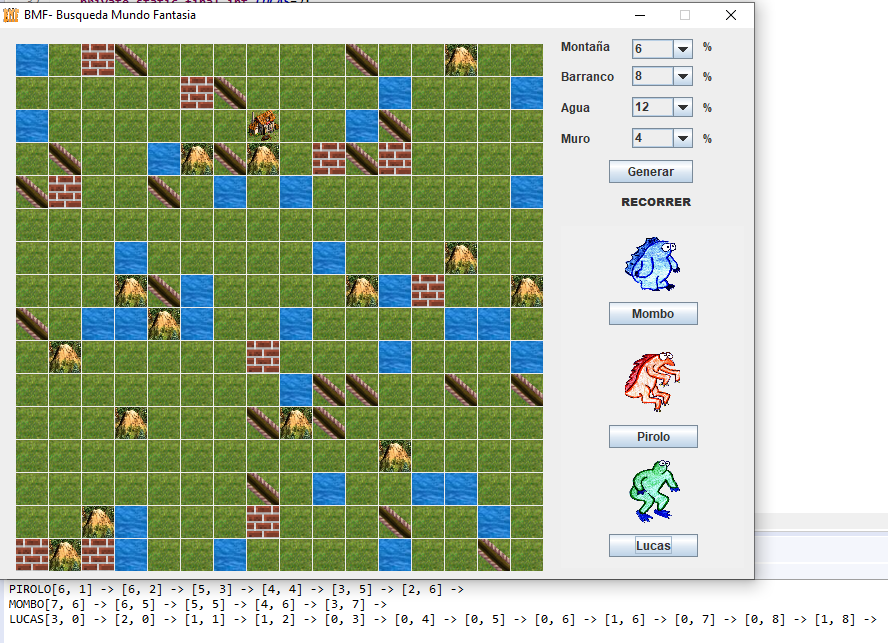 private static final int LUCAS=7;
BMF- Busqueda Mundo Fantasia
Montaña 6 %
Barranco 8 %
Agua 12 %
Muro 4 %
Generar
RECORRER
Mombo
Pirolo
Lucas
PIROLO[6, 1] -> [6, 2] -> [5, 3] -> [4, 4] -> [3, 5] -> [2, 6] ->
MOMBO[7, 6] -> [6, 5] -> [5, 5] -> [4, 6] -> [3, 7] ->
LUCAS[3, 0] -> [2, 0] -> [1, 1] -> [1, 2] -> [0, 3] -> [0, 4] -> [0, 5] -> [0, 6] -> [1, 6] -> [0, 7] -> [0, 8] -> [1, 8] ->